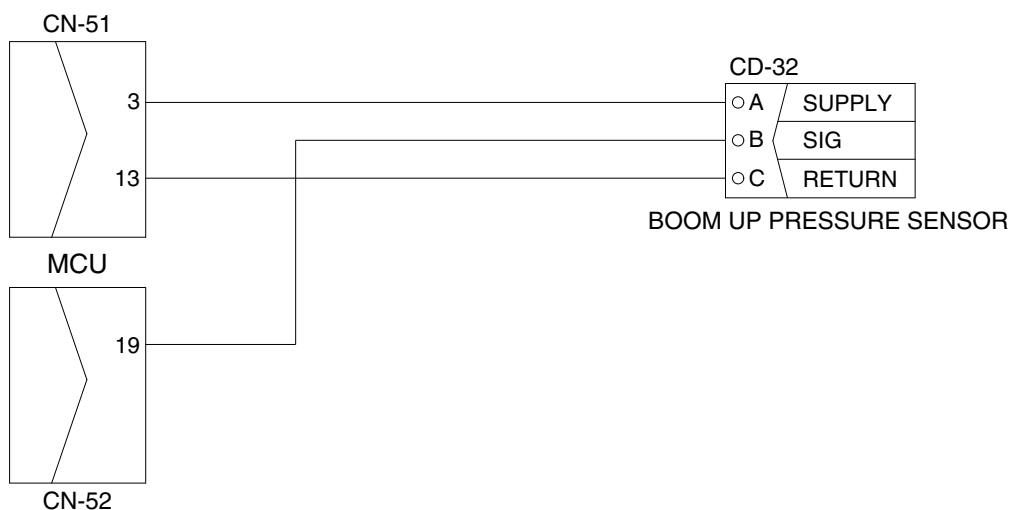 CN-51
CD-32
3
A SUPPLY
B SIG
13
C RETURN
BOOM UP PRESSURE SENSOR
MCU
19
CN-52